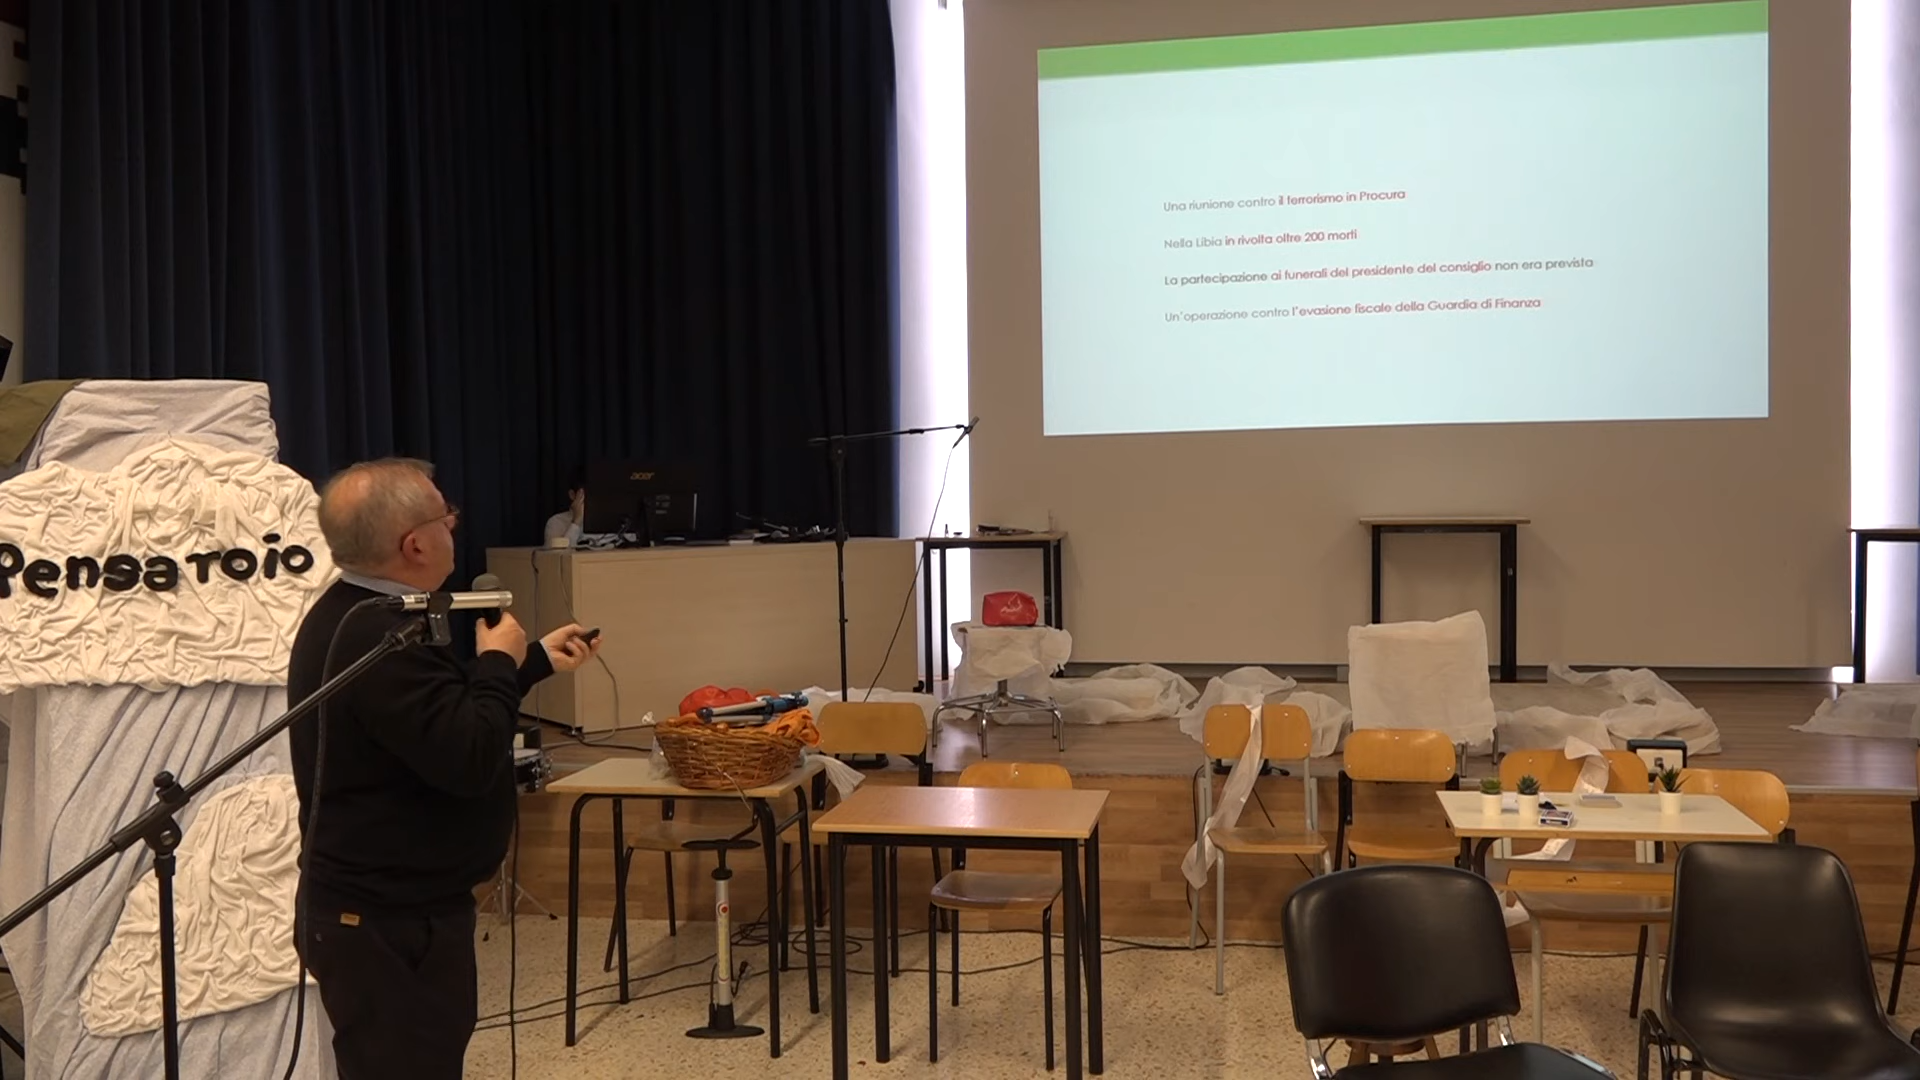 Una riunione contro il terrorismo in Procura
Nella Libia in rivolta oltre 200 morti
La partecipazione ai funerali del presidente del consiglio non era prevista
Un'operazione contro l'evasione fiscale della Guardia di Finanza
acer
Pensatoio